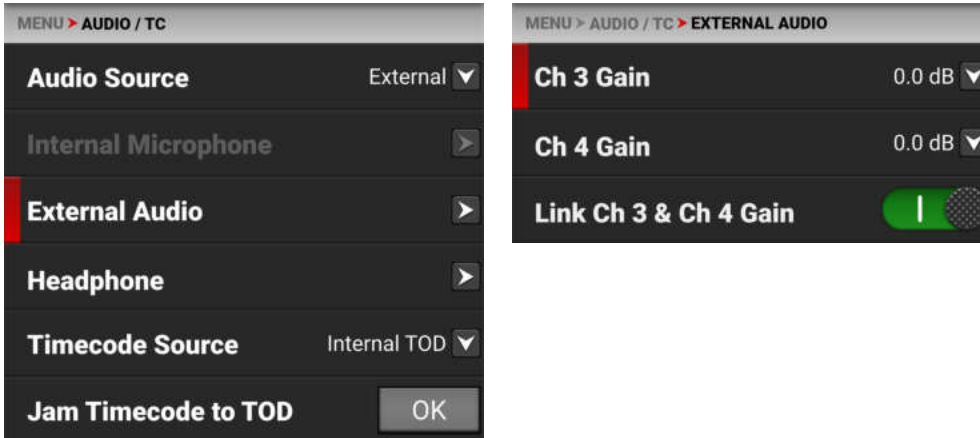 MENU > AUDIO / TC
Audio Source External
Internal Microphone
External Audio
Headphone
Timecode Source Internal TOD
Jam Timecode to TOD OK
MENU > AUDIO / TC > EXTERNAL AUDIO
Ch 3 Gain 0.0 dB
Ch 4 Gain 0.0 dB
Link Ch 3 & Ch 4 Gain